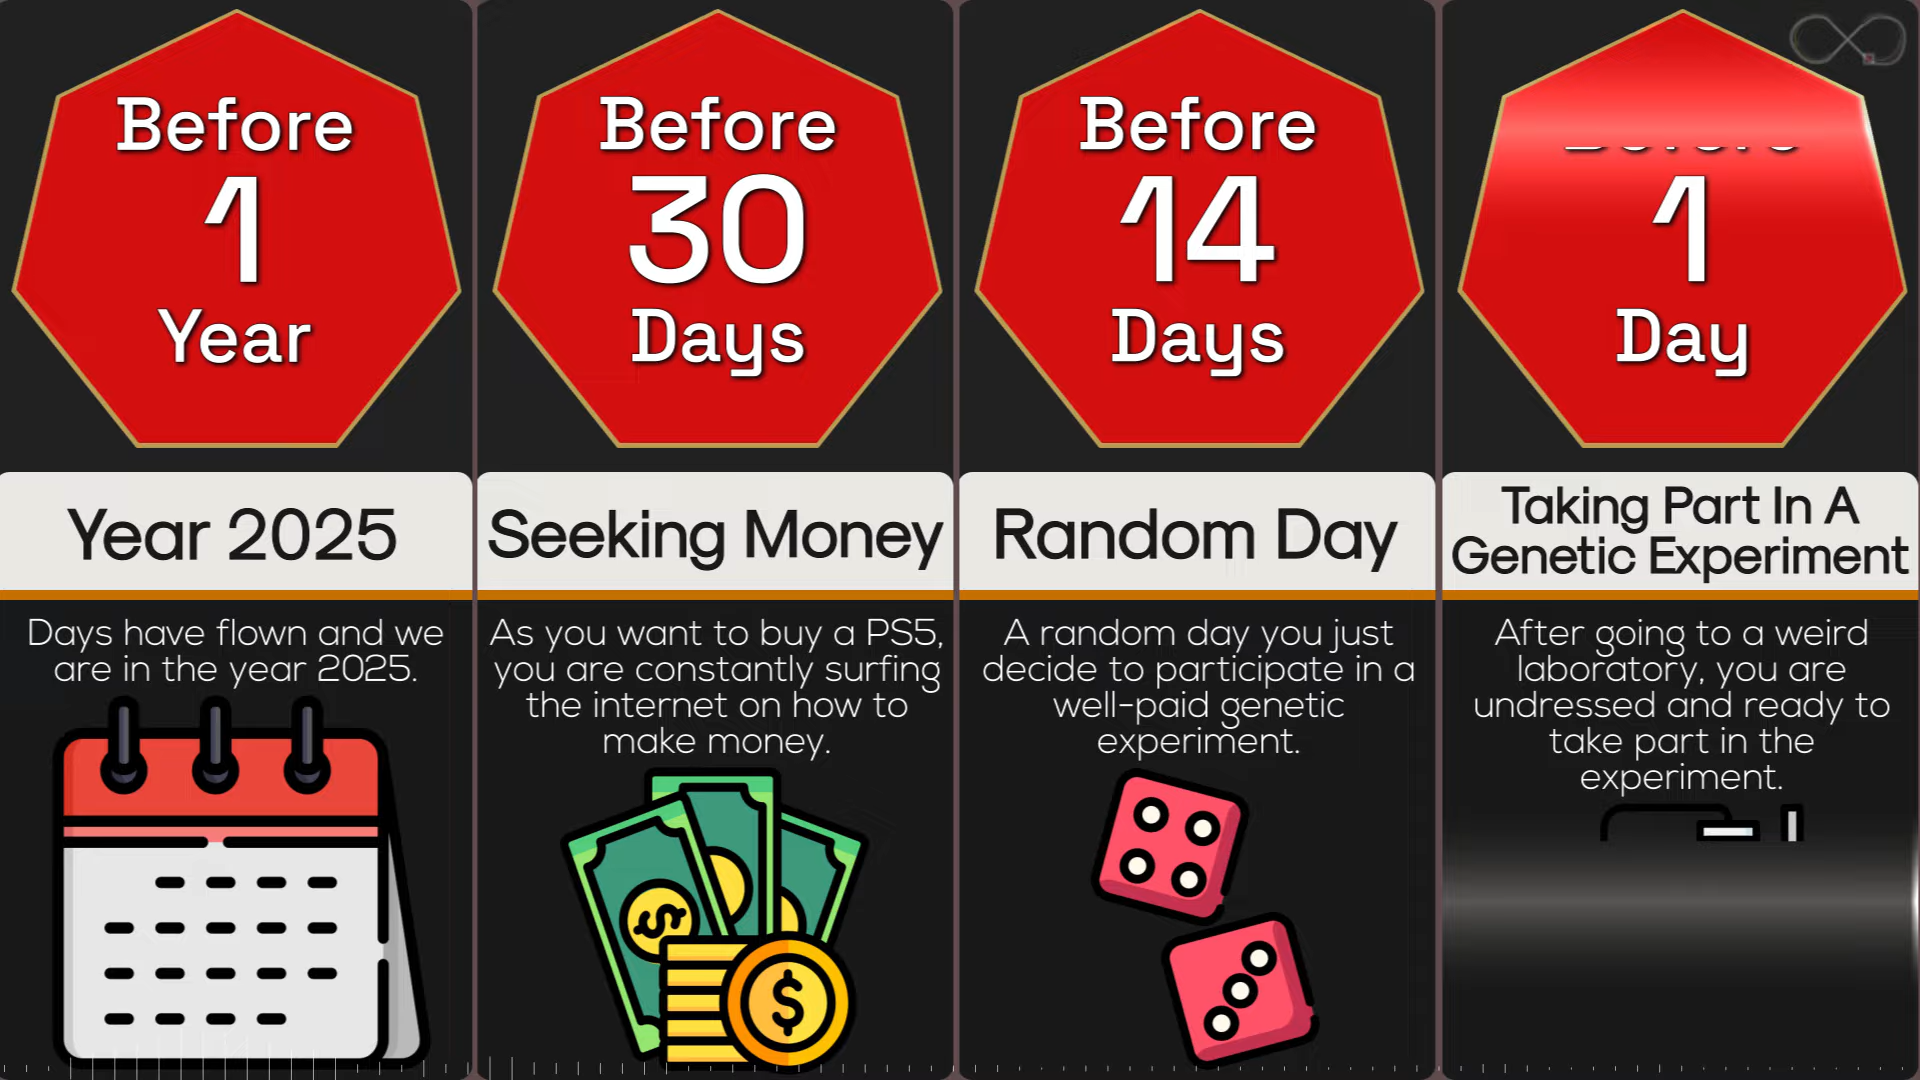 Before
1
Year
Year 2025
Days have flown and we
are in the year 2025.
Before
30
Days
Seeking Money
As you want to buy a PS5,
you are constantly surfing
the internet on how to
make money.
Before
14
Days
Random Day
A random day you just
decide to participate in a
well-paid genetic
experiment.
1
Day
Taking Part In A
Genetic Experiment
After going to a weird
laboratory, you are
undressed and ready to
take part in the
experiment.